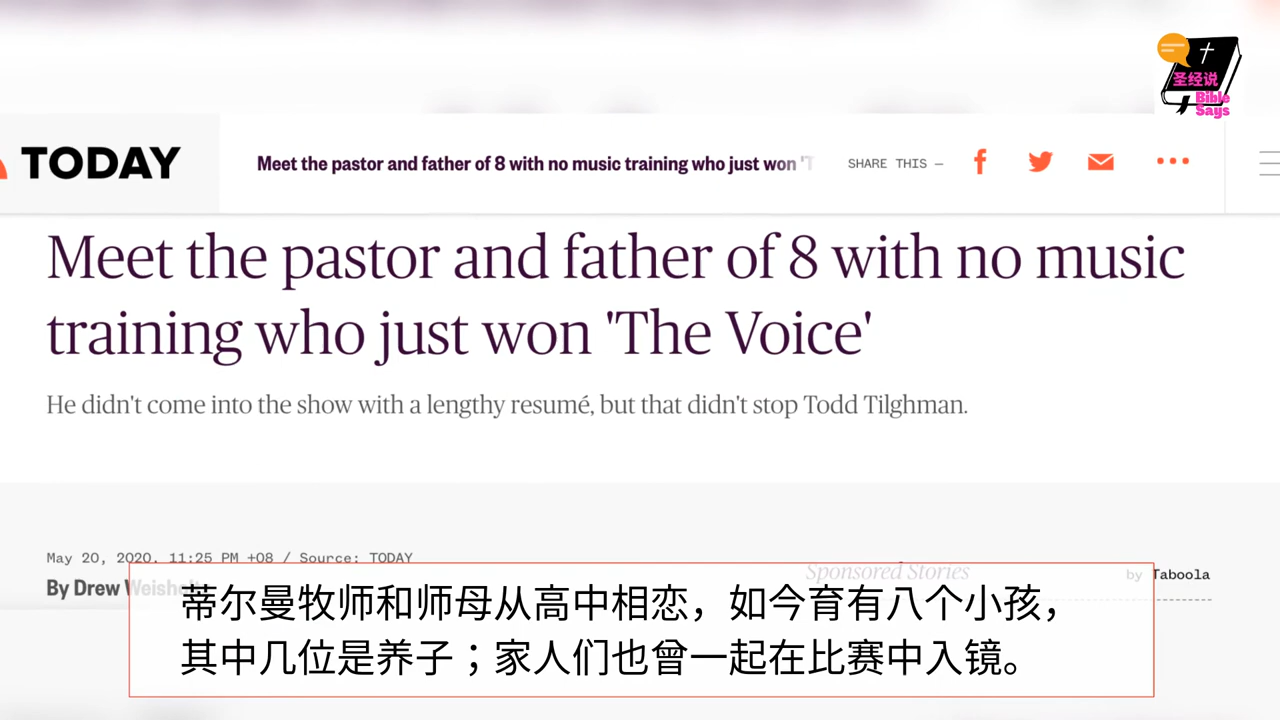 圣经说
Bible
Says
TODAY
Meet the pastor and father of 8 with no music training who just won 'T
SHARE THIS —
Meet the pastor and father of 8 with no music
training who just won 'The Voice'
He didn't come into the show with a lengthy resumé, but that didn't stop Todd Tilghman.
May 20, 2020, 11:25 PM +08 / Source: TODAY
By Drew Weisholtz
Sponsored Stories
by Taboola
蒂尔曼牧师和师母从高中相恋，如今育有八个小孩，
其中几位是养子；家人们也曾一起在比赛中入镜。